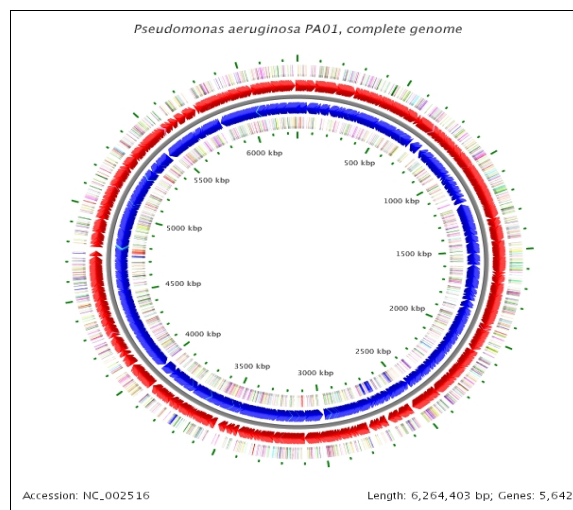 Pseudomonas aeruginosa PA01, complete genome
6000 kbp
500 kbp
5500 kbp
1000 kbp
5000 kbp
1500 kbp
4500 kbp
2000 kbp
4000 kbp
2500 kbp
3500 kbp
3000 kbp
Accession: NC_002516
Length: 6,264,403 bp; Genes: 5,642